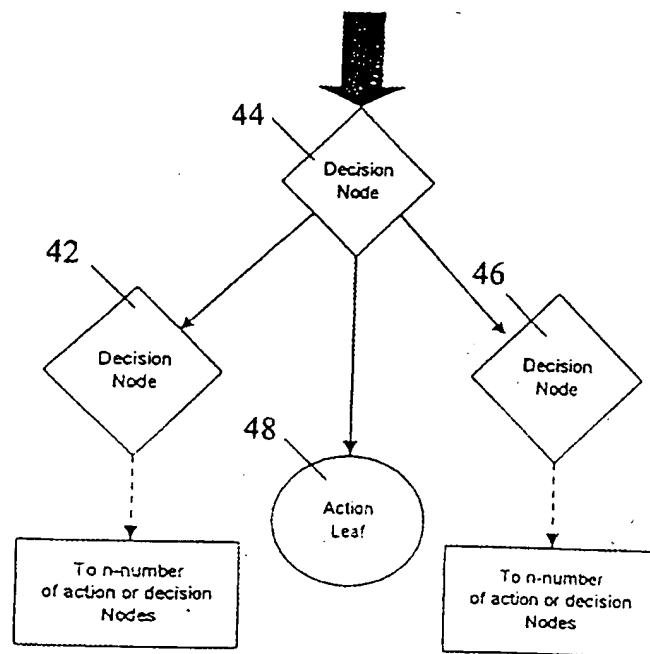 44
Decision
Node
42
46
Decision
Node
Decision
Node
48
Action
Leaf
To n-number
of action or decision
Nodes
To n-number
of action or decision
Nodes